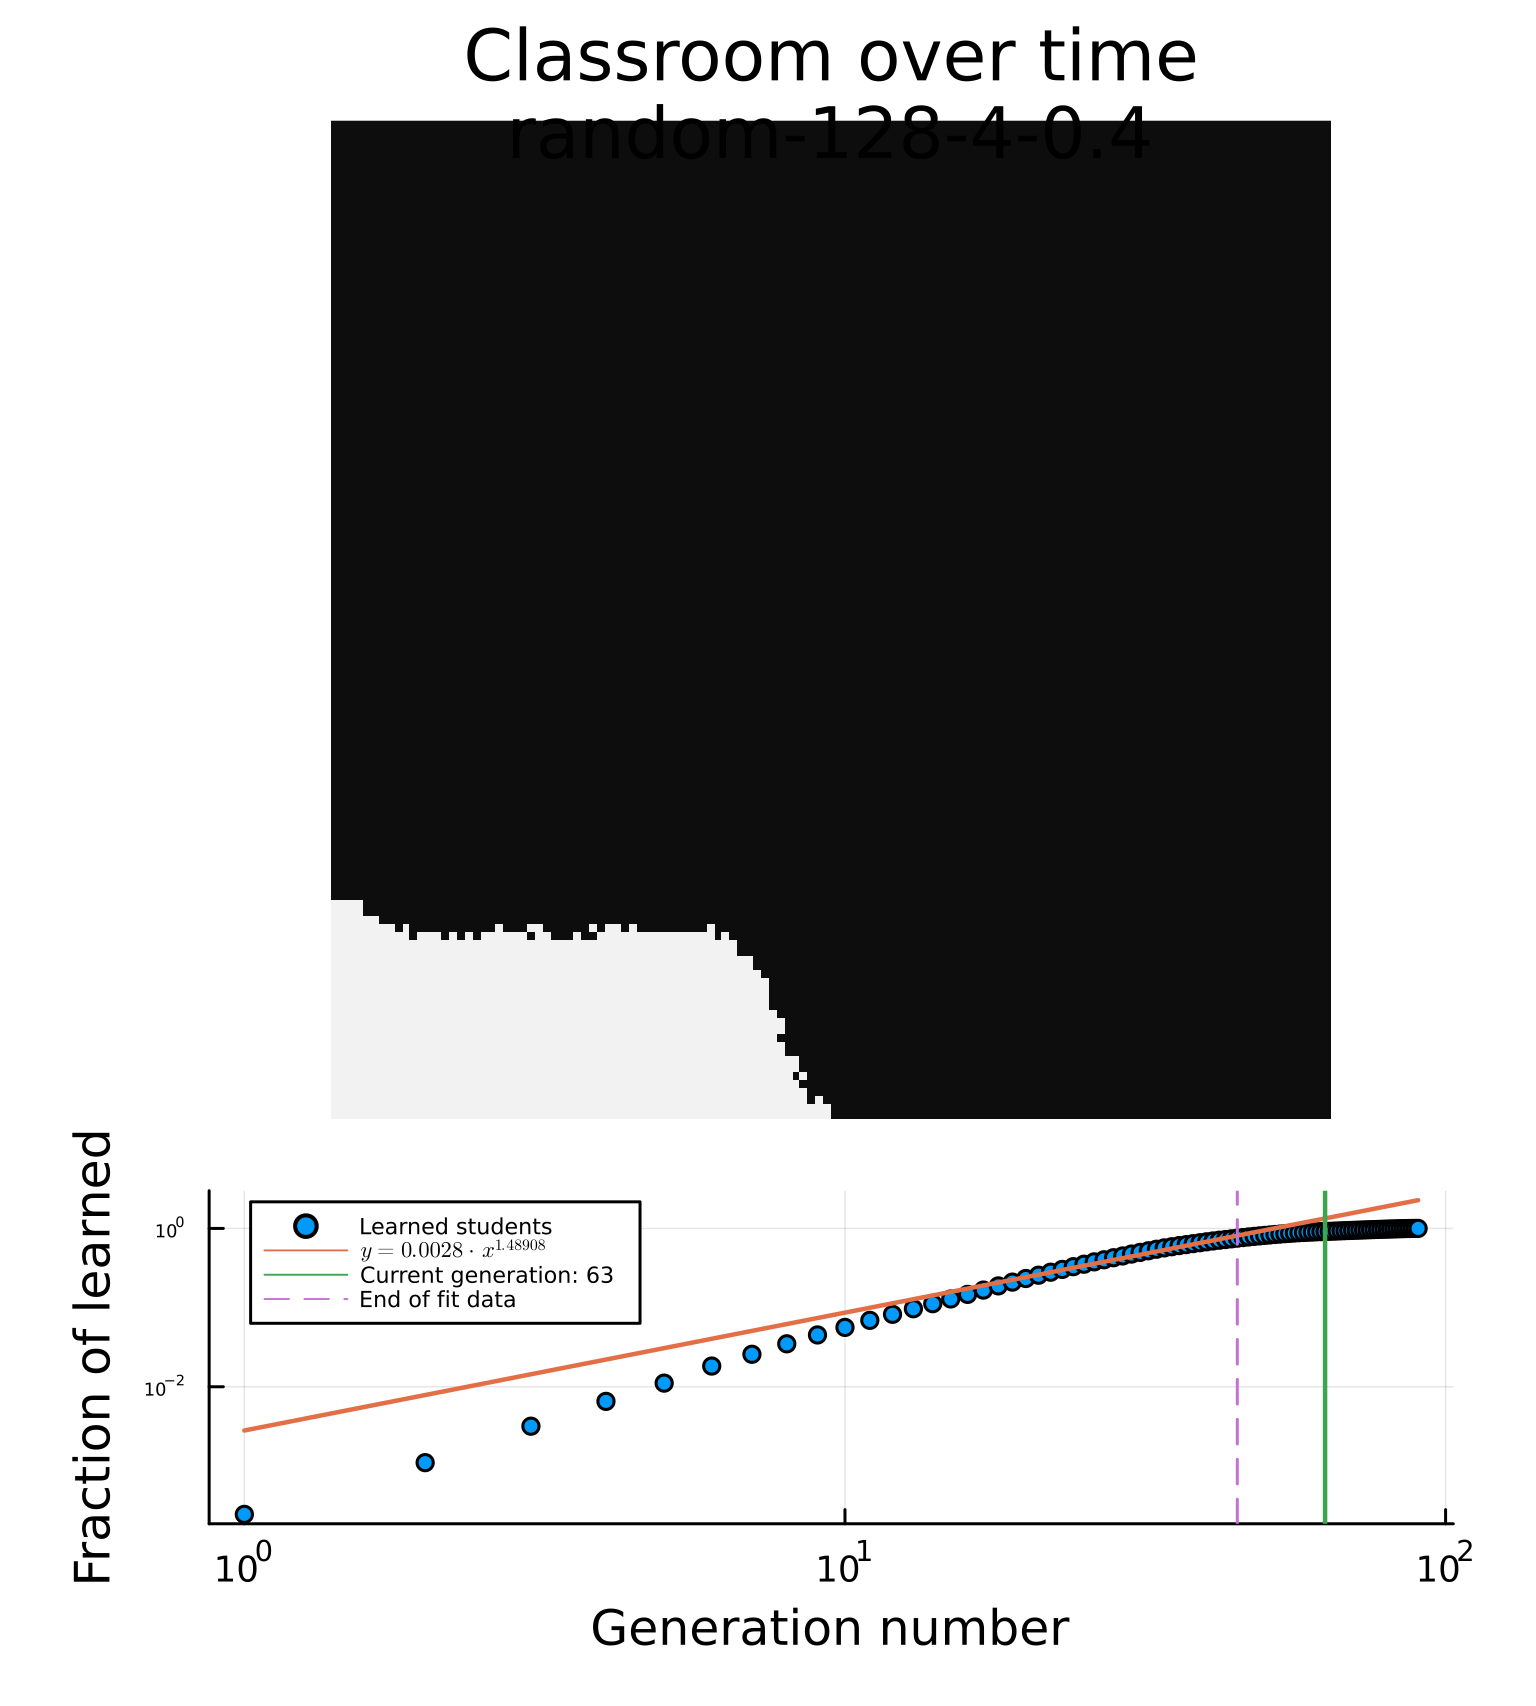 Classroom over time
random-128-4-0.4
Fraction of learned
10^0
10^-2
Learned students
y = 0.0028 · x^1.48908
Current generation: 63
End of fit data
10^0
10^1
10^2
Generation number